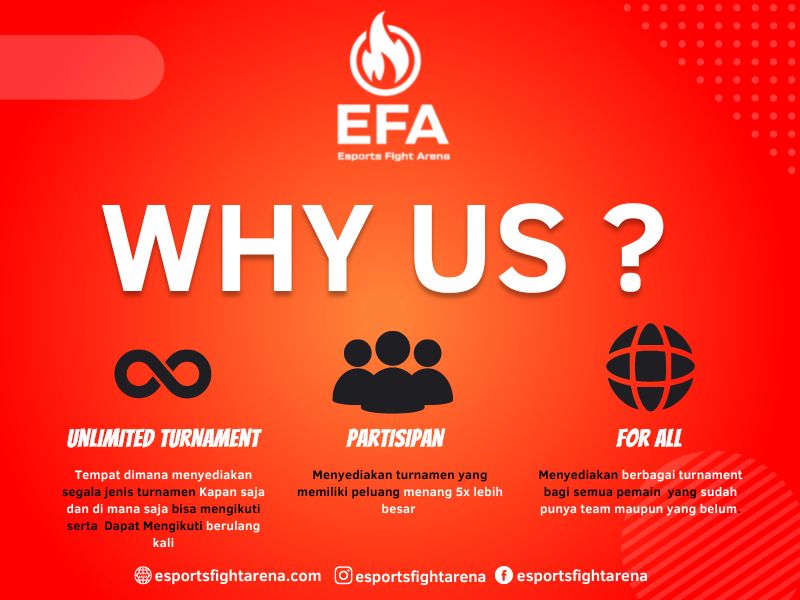 EFA
Esports Fight Arena
WHY US ?
UNLIMITED TURNAMENT
Tempat dimana menyediakan
segala jenis turnamen Kapan saja
dan di mana saja bisa mengikuti
serta Dapat Mengikuti berulang
kali
PARTISIPAN
Menyediakan turnamen yang
memiliki peluang menang 5x lebih
besar
FOR ALL
Menyediakan berbagai turnament
bagi semua pemain yang sudah
punya team maupun yang belum.
esportsfightarena.com
esportsfightarena
esportsfightarena